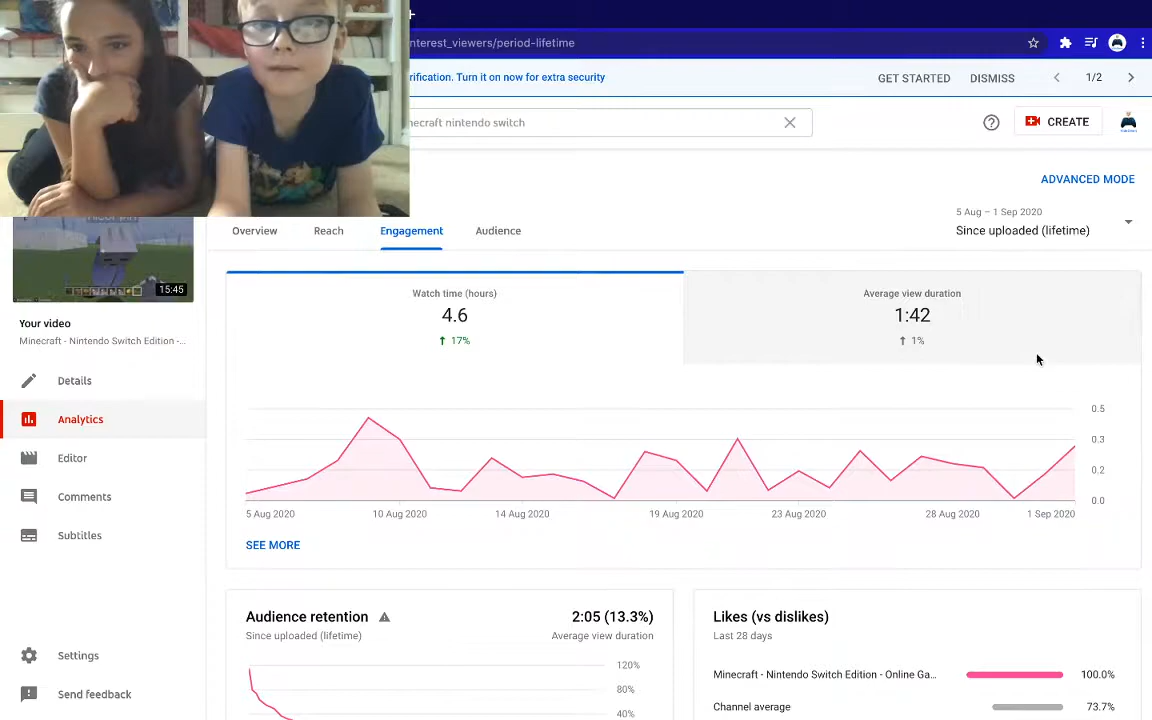 nterest_viewers/period-lifetime
rification. Turn it on now for extra security
GET STARTED
DISMISS
1/2
necraft nintendo switch
CREATE
ADVANCED MODE
5 Aug – 1 Sep 2020
Since uploaded (lifetime)
Overview
Reach
Engagement
Audience
15:45
Your video
Minecraft - Nintendo Switch Edition -...
Details
Analytics
Editor
Comments
Subtitles
Settings
Send feedback
Watch time (hours)
4.6
17%
Average view duration
1:42
1%
0.5
0.3
0.2
0.0
5 Aug 2020
10 Aug 2020
14 Aug 2020
19 Aug 2020
23 Aug 2020
28 Aug 2020
1 Sep 2020
SEE MORE
Audience retention
2:05 (13.3%)
Since uploaded (lifetime)
Average view duration
120%
80%
40%
Likes (vs dislikes)
Last 28 days
Minecraft - Nintendo Switch Edition - Online Ga...
100.0%
Channel average
73.7%